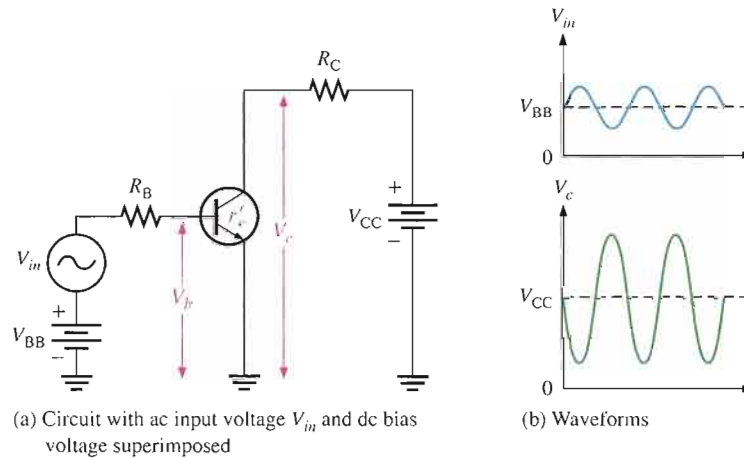 V_in
R_C
V_BB
R_B
0
r'_e
V_c
V_c
+
V_CC
−
V_in
V_b
V_CC
+
V_BB
−
0
(a) Circuit with ac input voltage V_in and dc bias
voltage superimposed
(b) Waveforms